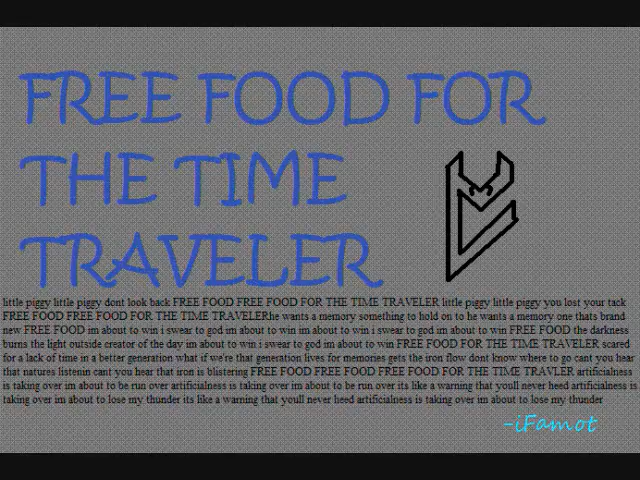 FREE FOOD FOR
THE TIME
TRAVELER
little piggy little piggy dont look back FREE FOOD FREE FOOD FOR THE TIME TRAVELER little piggy little piggy you lost your tack
FREE FOOD FREE FOOD FOR THE TIME TRAVELERhe wants a memory something to hold on to he wants a memory one thats brand
new FREE FOOD im about to win i swear to god im about to win im about to win i swear to god im about to win FREE FOOD the darkness
burns the light outside creator of the day im about to win i swear to god im about to win FREE FOOD FOR THE TIME TRAVELER scared
for a lack of time in a better generation what if we're that generation lives for memories gets the iron flow dont know where to go cant you hear
that natures listenin cant you hear that iron is blistering FREE FOOD FREE FOOD FREE FOOD FOR THE TIME TRAVLER artificialness
is taking over im about to be run over artificialness is taking over im about to be run over its like a warning that youll never heed artificialness is
taking over im about to lose my thunder its like a warning that youll never heed artificialness is taking over im about to lose my thunder
-iFamot